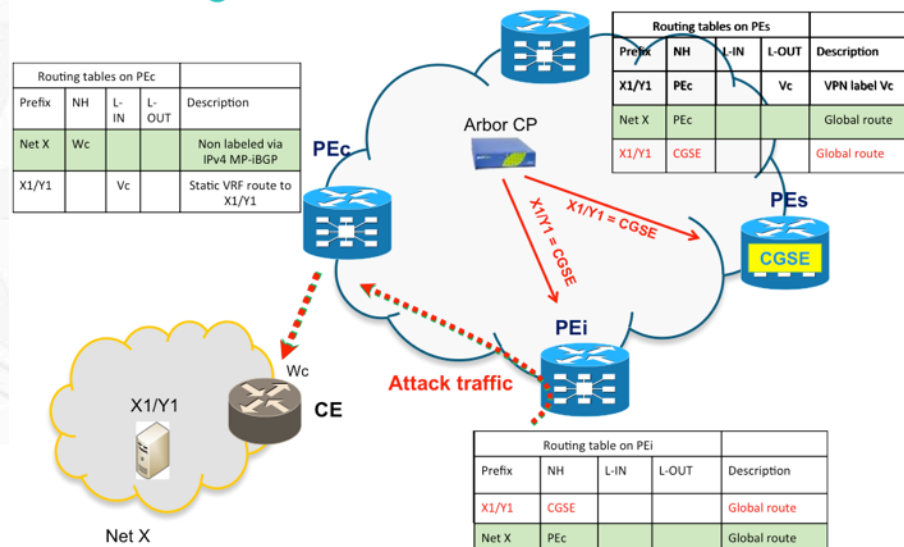 Routing tables on PEs
Prefix NH L-IN L-OUT Description
X1/Y1 PEc Vc VPN label Vc
Net X PEc Global route
X1/Y1 CGSE Global route
Routing tables on PEc
Prefix NH L-IN L-OUT Description
Net X Wc Non labeled via IPv4 MP-iBGP
X1/Y1 Vc Static VRF route to X1/Y1
Arbor CP
PEc
X1/Y1 = CGSE
X1/Y1 = CGSE
PEs
CGSE
PEi
Attack traffic
Wc
CE
X1/Y1
Net X
Routing table on PEi
Prefix NH L-IN L-OUT Description
X1/Y1 CGSE Global route
Net X PEc Global route